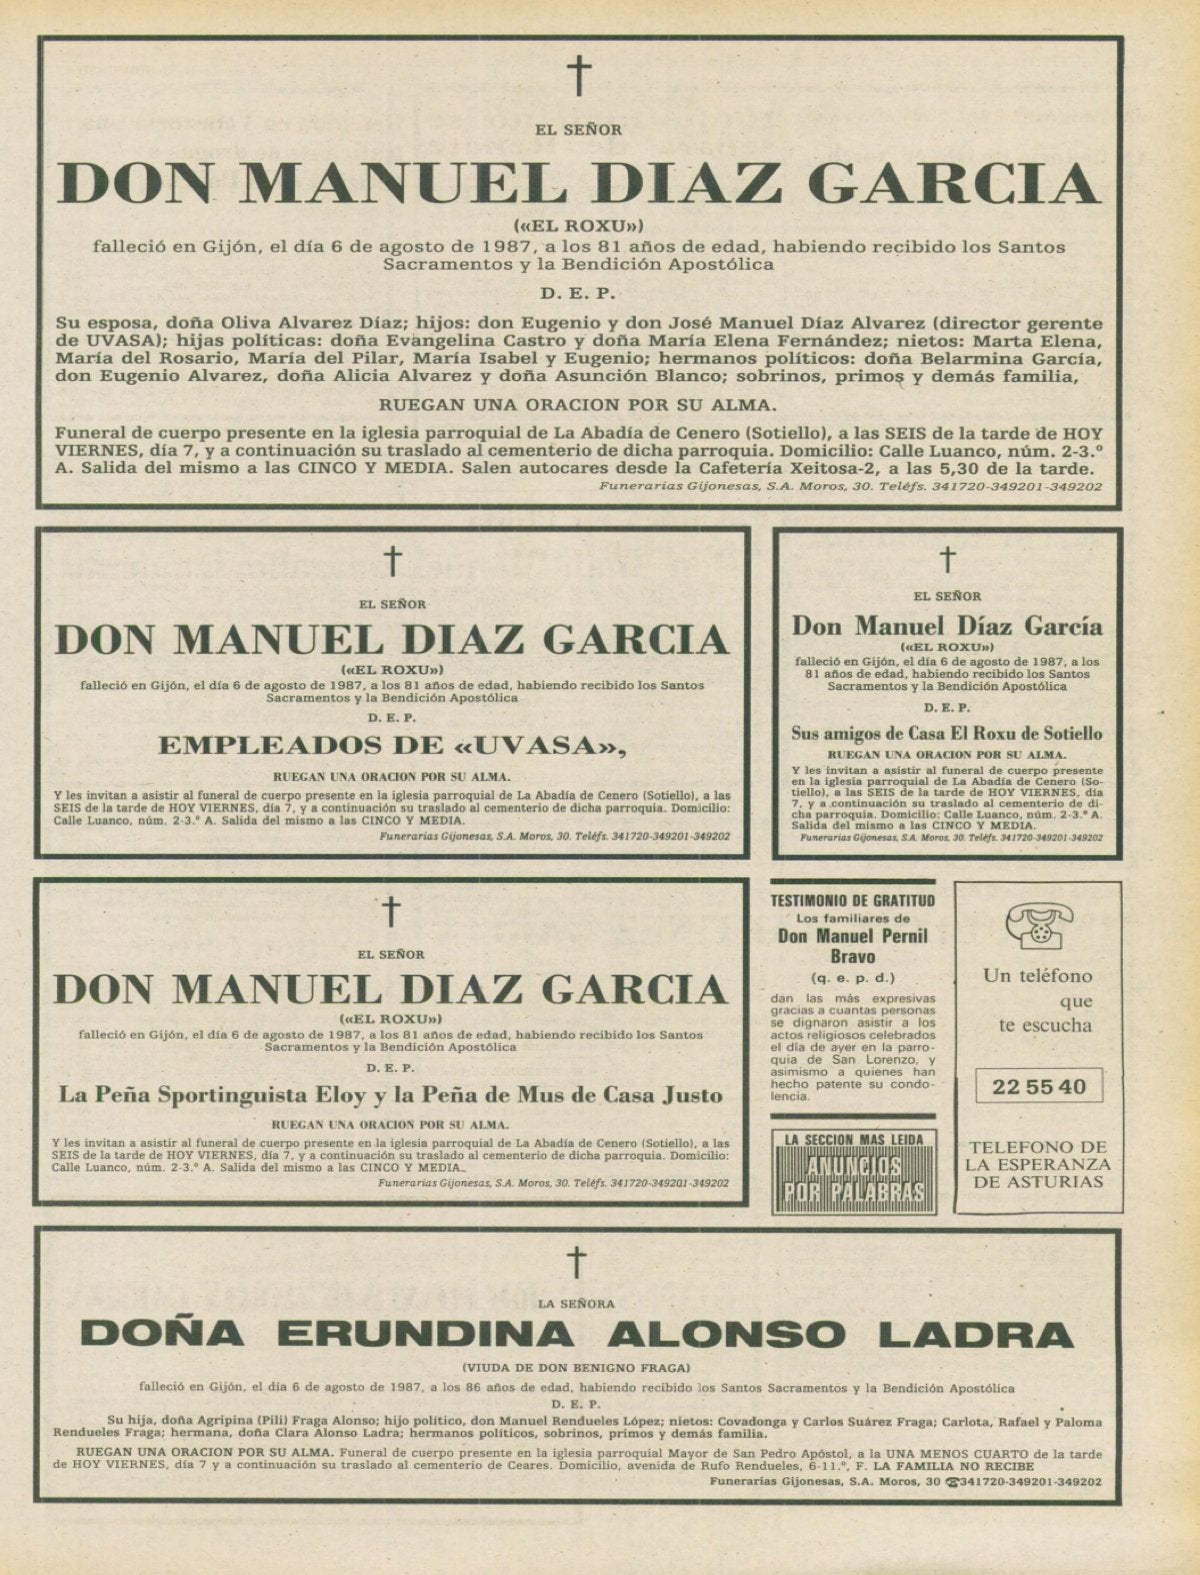 EL SEÑOR
DON MANUEL DIAZ GARCIA
(«EL ROXU»)
falleció en Gijón, el día 6 de agosto de 1987, a los 81 años de edad, habiendo recibido los Santos
Sacramentos y la Bendición Apostólica
D. E. P.
Su esposa, doña Oliva Alvarez Díaz; hijos: don Eugenio y don José Manuel Díaz Alvarez (director gerente
de UVASA); hijas políticas: doña Evangelina Castro y doña María Elena Fernández; nietos: Marta Elena,
María del Rosario, María del Pilar, María Isabel y Eugenio; hermanos políticos: doña Belarmina García,
don Eugenio Alvarez, doña Alicia Alvarez y doña Asunción Blanco; sobrinos, primos y demás familia,
RUEGAN UNA ORACION POR SU ALMA.
Funeral de cuerpo presente en la iglesia parroquial de La Abadía de Cenero (Sotiello), a las SEIS de la tarde de HOY
VIERNES, día 7, y a continuación su traslado al cementerio de dicha parroquia. Domicilio: Calle Luanco, núm. 2-3.º
A. Salida del mismo a las CINCO Y MEDIA. Salen autocares desde la Cafetería Xeitosa-2, a las 5,30 de la tarde.
Funerarias Gijonesas, S.A. Moros, 30. Teléfs. 341720-349201-349202
EL SEÑOR
DON MANUEL DIAZ GARCIA
(«EL ROXU»)
falleció en Gijón, el día 6 de agosto de 1987, a los 81 años de edad, habiendo recibido los Santos
Sacramentos y la Bendición Apostólica
D. E. P.
EMPLEADOS DE «UVASA»,
RUEGAN UNA ORACION POR SU ALMA.
Y les invitan a asistir al funeral de cuerpo presente en la iglesia parroquial de La Abadía de Cenero (Sotiello), a las
SEIS de la tarde de HOY VIERNES, día 7, y a continuación su traslado al cementerio de dicha parroquia. Domicilio:
Calle Luanco, núm. 2-3.º A. Salida del mismo a las CINCO Y MEDIA.
Funerarias Gijonesas, S.A. Moros, 30. Teléfs. 341720-349201-349202
EL SEÑOR
Don Manuel Díaz García
(«EL ROXU»)
falleció en Gijón, el día 6 de agosto de 1987, a los
81 años de edad, habiendo recibido los Santos
Sacramentos y la Bendición Apostólica
D. E. P.
Sus amigos de Casa El Roxu de Sotiello
RUEGAN UNA ORACION POR SU ALMA.
Y les invitan a asistir al funeral de cuerpo presente
en la iglesia parroquial de La Abadía de Cenero (So-
tiello), a las SEIS de la tarde de HOY VIERNES, día
7, y a continuación su traslado al cementerio de di-
cha parroquia. Domicilio: Calle Luanco, núm. 2-3.º A.
Salida del mismo a las CINCO Y MEDIA.
Funerarias Gijonesas, S.A. Moros, 30. Teléfs. 341720-349201-349202
EL SEÑOR
DON MANUEL DIAZ GARCIA
(«EL ROXU»)
falleció en Gijón, el día 6 de agosto de 1987, a los 81 años de edad, habiendo recibido los Santos
Sacramentos y la Bendición Apostólica
D. E. P.
La Peña Sportinguista Eloy y la Peña de Mus de Casa Justo
RUEGAN UNA ORACION POR SU ALMA.
Y les invitan a asistir al funeral de cuerpo presente en la iglesia parroquial de La Abadía de Cenero (Sotiello), a las
SEIS de la tarde de HOY VIERNES, día 7, y a continuación su traslado al cementerio de dicha parroquia. Domicilio:
Calle Luanco, núm. 2-3.º A. Salida del mismo a las CINCO Y MEDIA.
Funerarias Gijonesas, S.A. Moros, 30. Teléfs. 341720-349201-349202
TESTIMONIO DE GRATITUD
Los familiares de
Don Manuel Pernil
Bravo
(q. e. p. d.)
dan las más expresivas
gracias a cuantas personas
se dignaron asistir a los
actos religiosos celebrados
el día de ayer en la parro-
quia de San Lorenzo, y
asimismo a quienes han
hecho patente su condo-
lencia.
LA SECCION MAS LEIDA
ANUNCIOS
POR PALABRAS
Un teléfono
que
te escucha
22 55 40
TELEFONO DE
LA ESPERANZA
DE ASTURIAS
LA SEÑORA
DOÑA ERUNDINA ALONSO LADRA
(VIUDA DE DON BENIGNO FRAGA)
falleció en Gijón, el día 6 de agosto de 1987, a los 86 años de edad, habiendo recibido los Santos Sacramentos y la Bendición Apostólica
D. E. P.
Su hija, doña Agripina (Pili) Fraga Alonso; hijo político, don Manuel Rendueles López; nietos: Covadonga y Carlos Suárez Fraga; Carlota, Rafael y Paloma
Rendueles Fraga; hermana, doña Clara Alonso Ladra; hermanos políticos, sobrinos, primos y demás familia.
RUEGAN UNA ORACION POR SU ALMA. Funeral de cuerpo presente en la iglesia parroquial Mayor de San Pedro Apóstol, a la UNA MENOS CUARTO de la tarde
de HOY VIERNES, día 7 y a continuación su traslado al cementerio de Ceares. Domicilio, avenida de Rufo Rendueles, 6-11.º, F. LA FAMILIA NO RECIBE
Funerarias Gijonesas, S.A. Moros, 30 ☎341720-349201-349202